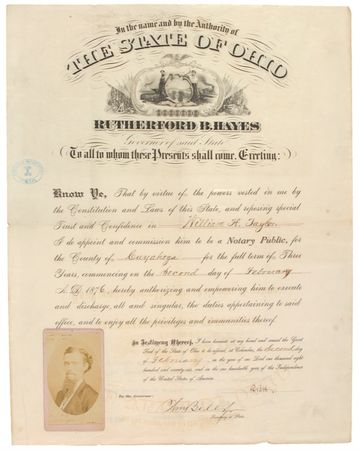 In the name and by the Authority of
THE STATE OF OHIO
RUTHERFORD B. HAYES
Governor of said State
To all to whom these Presents shall come, Greeting:
Know Ye, That by virtue of the powers vested in me by
the Constitution and Laws of this State, and reposing special
Trust and Confidence in William H. Taylor
I do appoint and commission him to be a Notary Public, for
the County of Cuyahoga for the full term of Three
Years, commencing on the Second day of February
A. D. 1876, hereby authorizing and empowering him to execute
and discharge, all and singular, the duties appertaining to said
office, and to enjoy all the privileges and immunities thereof.
In Testimony Whereof, I have hereunto set my hand and caused the Great
Seal of the State of Ohio to be affixed, at Columbus, the Second day
of February in the year of our Lord one thousand eight
hundred and seventy-six, and in the one hundredth year of the Independence
of the United States of America.
By the Governor:
Secretary of State